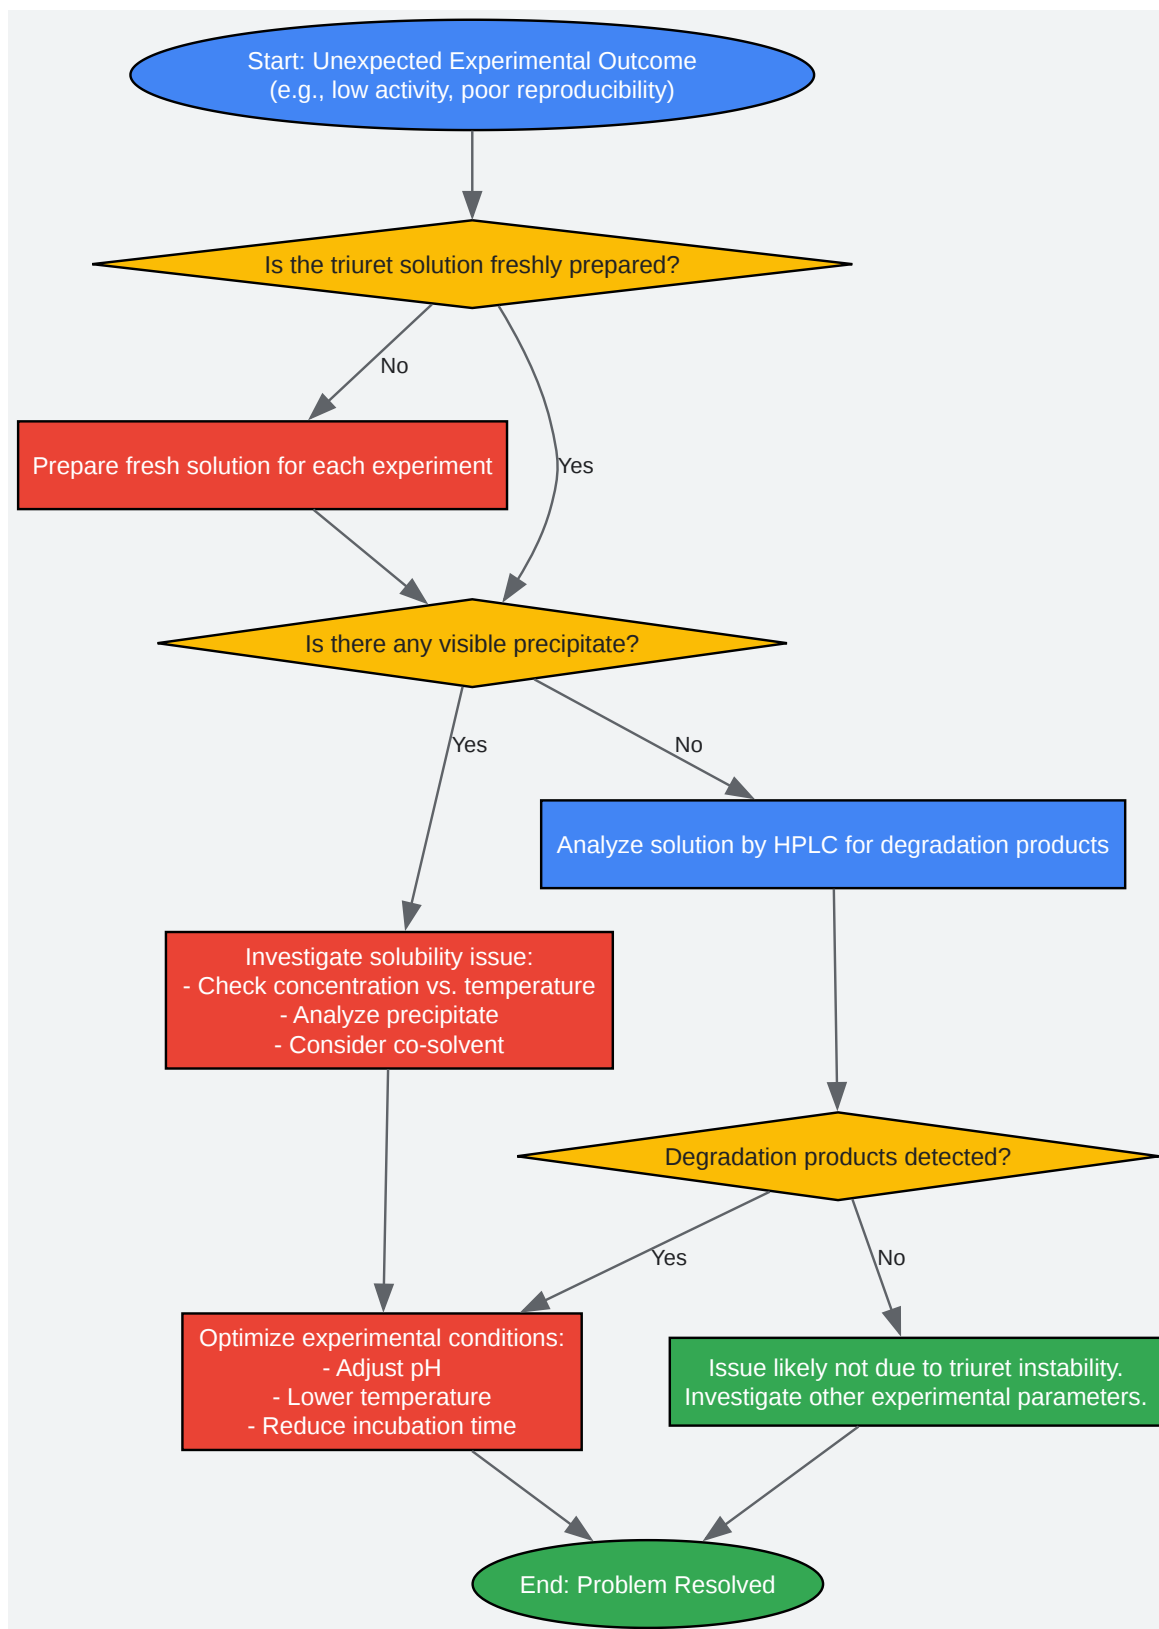 Start: Unexpected Experimental Outcome
(e.g., low activity, poor reproducibility)
Is the triuret solution freshly prepared?
No
Prepare fresh solution for each experiment
Yes
Is there any visible precipitate?
Yes
No
Analyze solution by HPLC for degradation products
Investigate solubility issue:
- Check concentration vs. temperature
- Analyze precipitate
- Consider co-solvent
Degradation products detected?
Yes
No
Optimize experimental conditions:
- Adjust pH
- Lower temperature
- Reduce incubation time
Issue likely not due to triuret instability.
Investigate other experimental parameters.
End: Problem Resolved